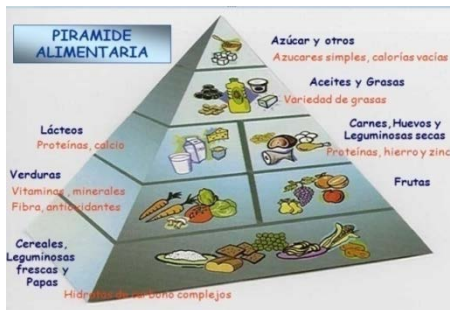 PIRAMIDE
ALIMENTARIA
Azúcar y otros
Azucares simples, calorías vacías
Aceites y Grasas
Variedad de grasas
Carnes, Huevos y
Leguminosas secas
Proteínas, hierro y zinc
Lácteos
Proteínas, calcio
Verduras
Vitaminas, minerales
Fibra, antioxidantes
Frutas
Cereales,
Leguminosas
frescas y
Papas
Hidratos de carbono complejos